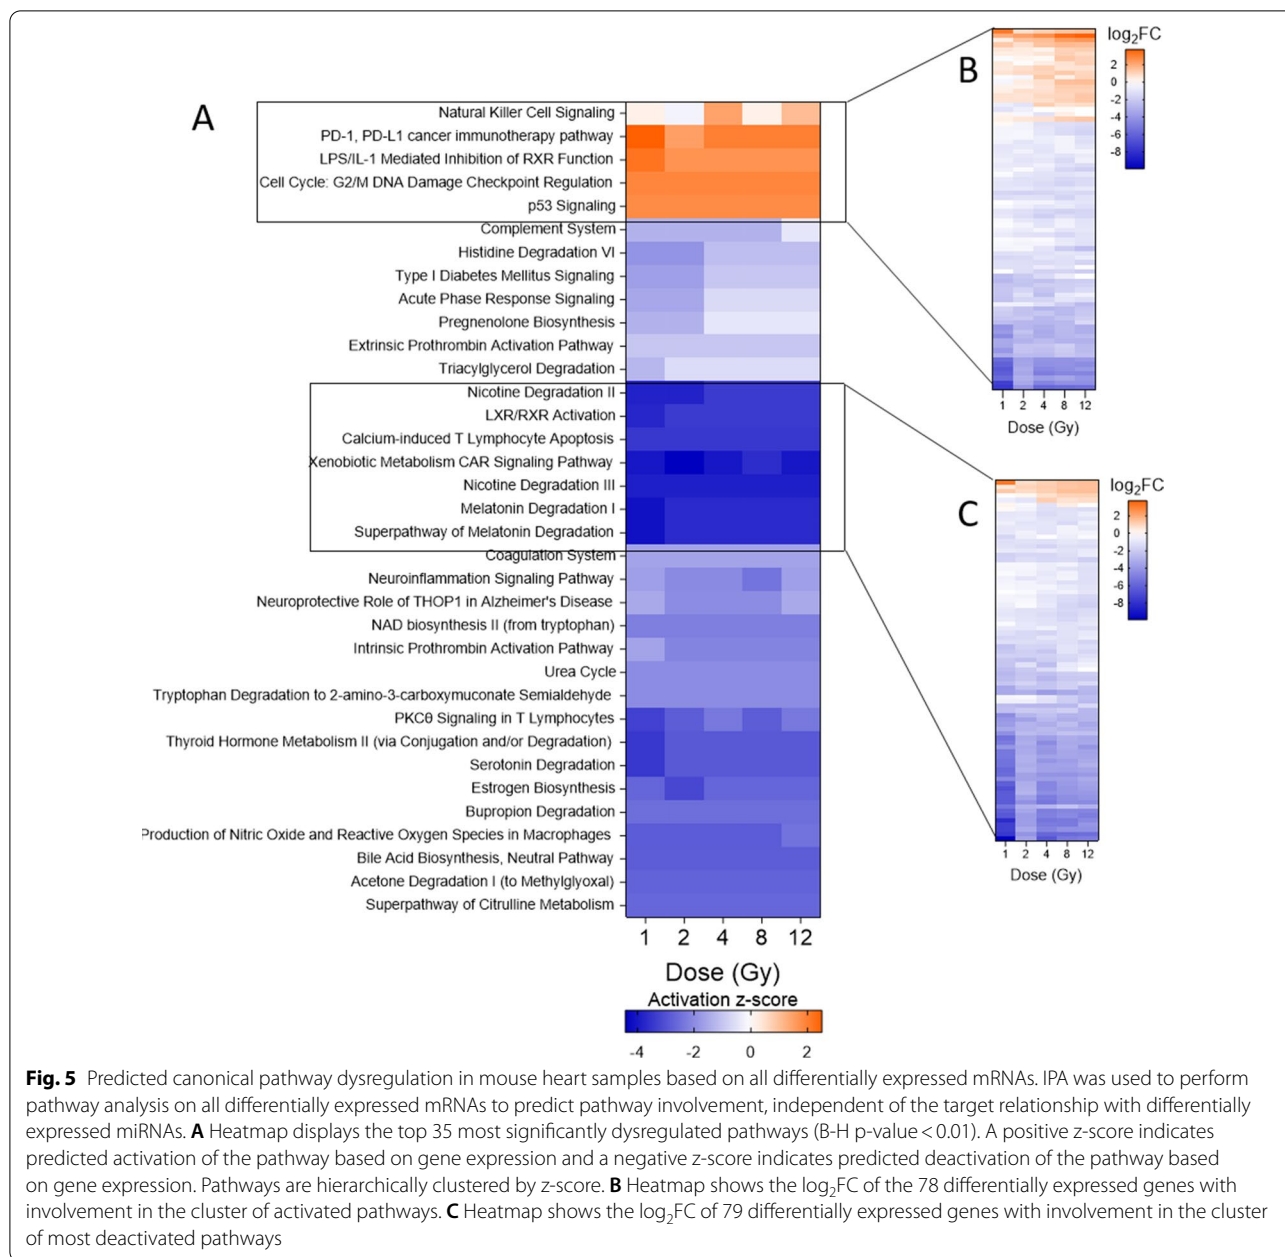 A
B
C
Natural Killer Cell Signaling
PD-1, PD-L1 cancer immunotherapy pathway
LPS/IL-1 Mediated Inhibition of RXR Function
Cell Cycle: G2/M DNA Damage Checkpoint Regulation
p53 Signaling
Complement System
Histidine Degradation VI
Type I Diabetes Mellitus Signaling
Acute Phase Response Signaling
Pregnenolone Biosynthesis
Extrinsic Prothrombin Activation Pathway
Triacylglycerol Degradation
Nicotine Degradation II
LXR/RXR Activation
Calcium-induced T Lymphocyte Apoptosis
Xenobiotic Metabolism CAR Signaling Pathway
Nicotine Degradation III
Melatonin Degradation I
Superpathway of Melatonin Degradation
Coagulation System
Neuroinflammation Signaling Pathway
Neuroprotective Role of THOP1 in Alzheimer's Disease
NAD biosynthesis II (from tryptophan)
Intrinsic Prothrombin Activation Pathway
Urea Cycle
Tryptophan Degradation to 2-amino-3-carboxymuconate Semialdehyde
PKCθ Signaling in T Lymphocytes
Thyroid Hormone Metabolism II (via Conjugation and/or Degradation)
Serotonin Degradation
Estrogen Biosynthesis
Bupropion Degradation
Production of Nitric Oxide and Reactive Oxygen Species in Macrophages
Bile Acid Biosynthesis, Neutral Pathway
Acetone Degradation I (to Methylglyoxal)
Superpathway of Citrulline Metabolism
1 2 4 8 12
Dose (Gy)
Activation z-score
-4 -2 0 2
log₂FC
2
0
-2
-4
-6
-8
1 2 4 8 12
Dose (Gy)
log₂FC
2
0
-2
-4
-6
-8
1 2 4 8 12
Dose (Gy)
Fig. 5 Predicted canonical pathway dysregulation in mouse heart samples based on all differentially expressed mRNAs. IPA was used to perform
pathway analysis on all differentially expressed mRNAs to predict pathway involvement, independent of the target relationship with differentially
expressed miRNAs. A Heatmap displays the top 35 most significantly dysregulated pathways (B-H p-value < 0.01). A positive z-score indicates
predicted activation of the pathway based on gene expression and a negative z-score indicates predicted deactivation of the pathway based
on gene expression. Pathways are hierarchically clustered by z-score. B Heatmap shows the log₂FC of the 78 differentially expressed genes with
involvement in the cluster of activated pathways. C Heatmap shows the log₂FC of 79 differentially expressed genes with involvement in the cluster
of most deactivated pathways